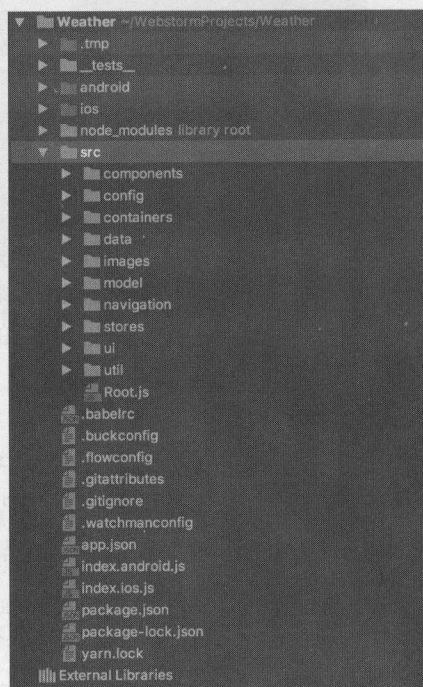 Weather ~/WebstormProjects/Weather
.tmp
__tests__
android
ios
node_modules library root
src
components
config
containers
data
images
model
navigation
stores
ui
util
Root.js
.babelrc
.buckconfig
.flowconfig
.gitattributes
.gitignore
.watchmanconfig
app.json
index.android.js
index.ios.js
package.json
package-lock.json
yarn.lock
External Libraries